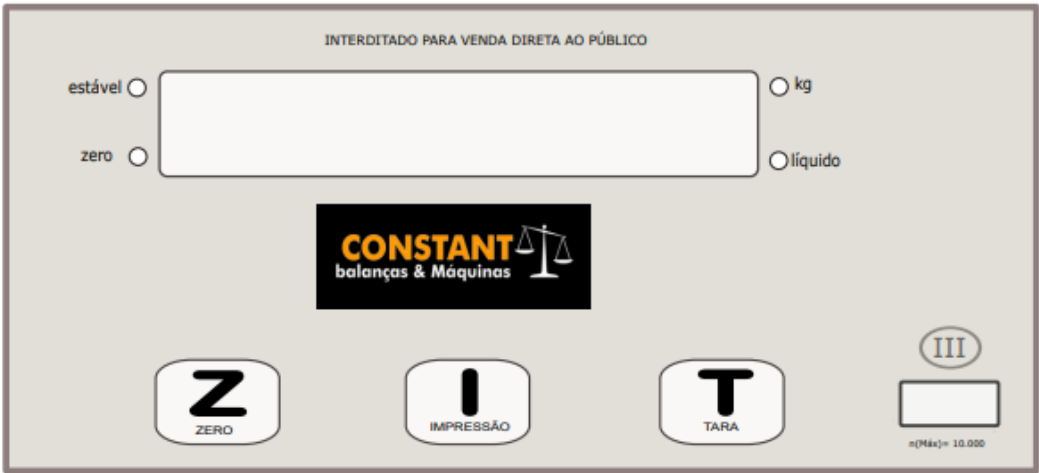 INTERDITADO PARA VENDA DIRETA AO PÚBLICO
estável
kg
zero
líquido
CONSTANT
balanças & Máquinas
III
Z
ZERO
I
IMPRESSÃO
T
TARA
n(Máx)= 10.000